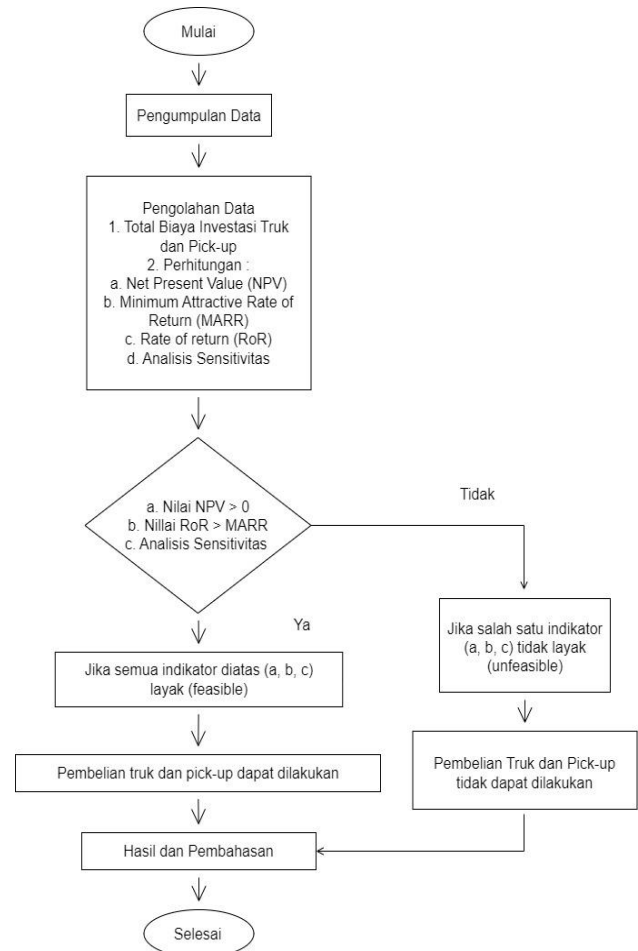 Mulai
Pengumpulan Data
Pengolahan Data
1. Total Biaya Investasi Truk
dan Pick-up
2. Perhitungan :
a. Net Present Value (NPV)
b. Minimum Attractive Rate of
Return (MARR)
c. Rate of return (RoR)
d. Analisis Sensitivitas
a. Nilai NPV > 0
b. Nillai RoR > MARR
c. Analisis Sensitivitas
Tidak
Ya
Jika salah satu indikator
(a, b, c) tidak layak
(unfeasible)
Jika semua indikator diatas (a, b, c)
layak (feasible)
Pembelian truk dan pick-up dapat dilakukan
Pembelian Truk dan Pick-up
tidak dapat dilakukan
Hasil dan Pembahasan
Selesai